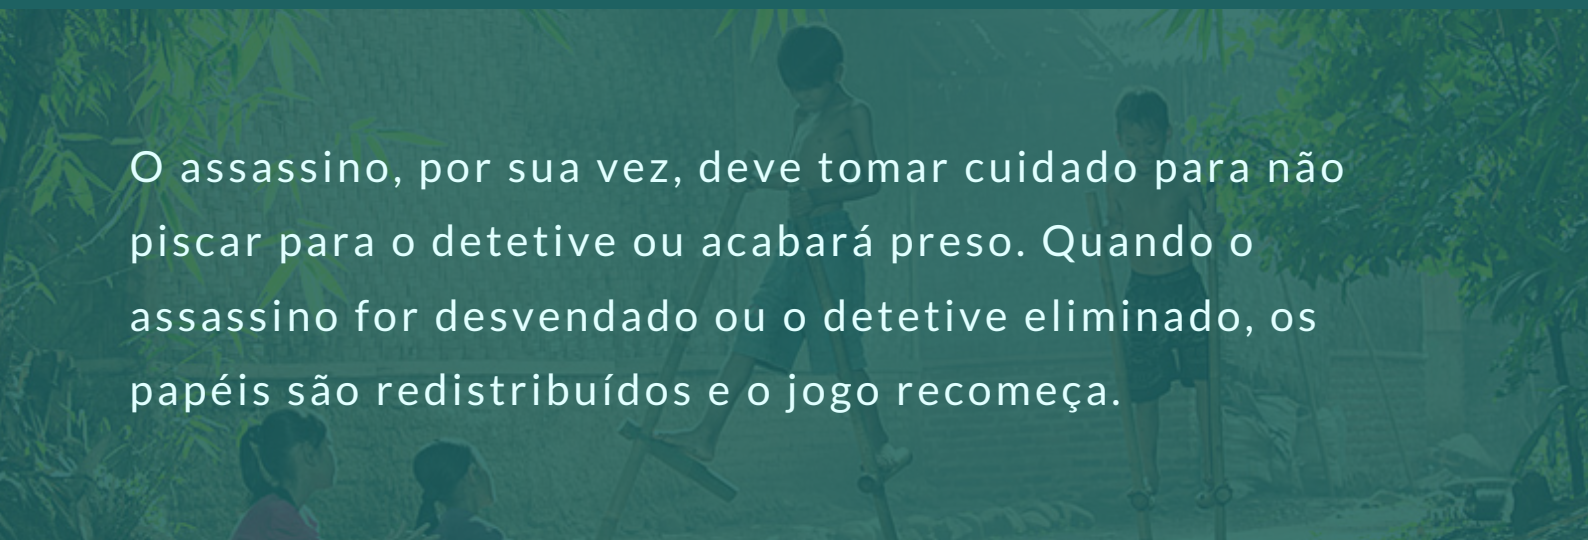 O assassino, por sua vez, deve tomar cuidado para não
piscar para o detetive ou acabará preso. Quando o
assassino for desvendado ou o detetive eliminado, os
papéis são redistribuídos e o jogo recomeça.